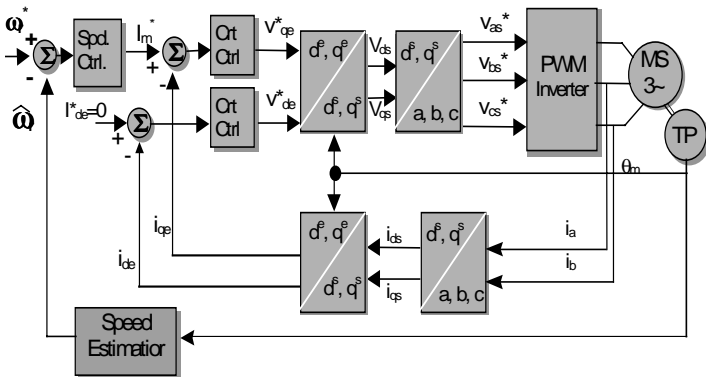 ω* +
Σ
-
ω̂
Spd.
Ctrl.
I*m
+
Σ
-
Crt
Ctrl
v*qe
I*de=0
+
Σ
-
Crt
Ctrl
v*de
dᵉ, qᵉ
dˢ, qˢ
Vds
Vqs
dˢ, qˢ
a, b, c
vas*
vbs*
vcs*
PWM
Inverter
MS
3~
TP
θm
iqe
ide
dᵉ, qᵉ
dˢ, qˢ
ids
iqs
dˢ, qˢ
a, b, c
ia
ib
Speed
Estimation